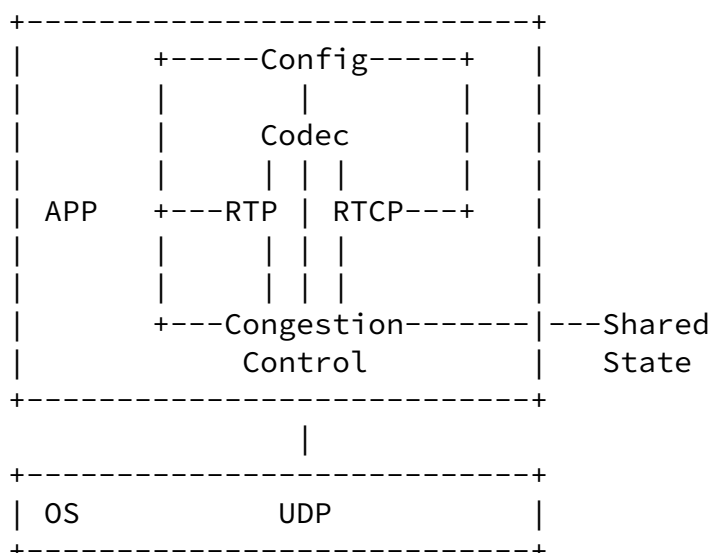 Config
Codec
APP RTP RTCP
Congestion Shared
Control State
OS UDP